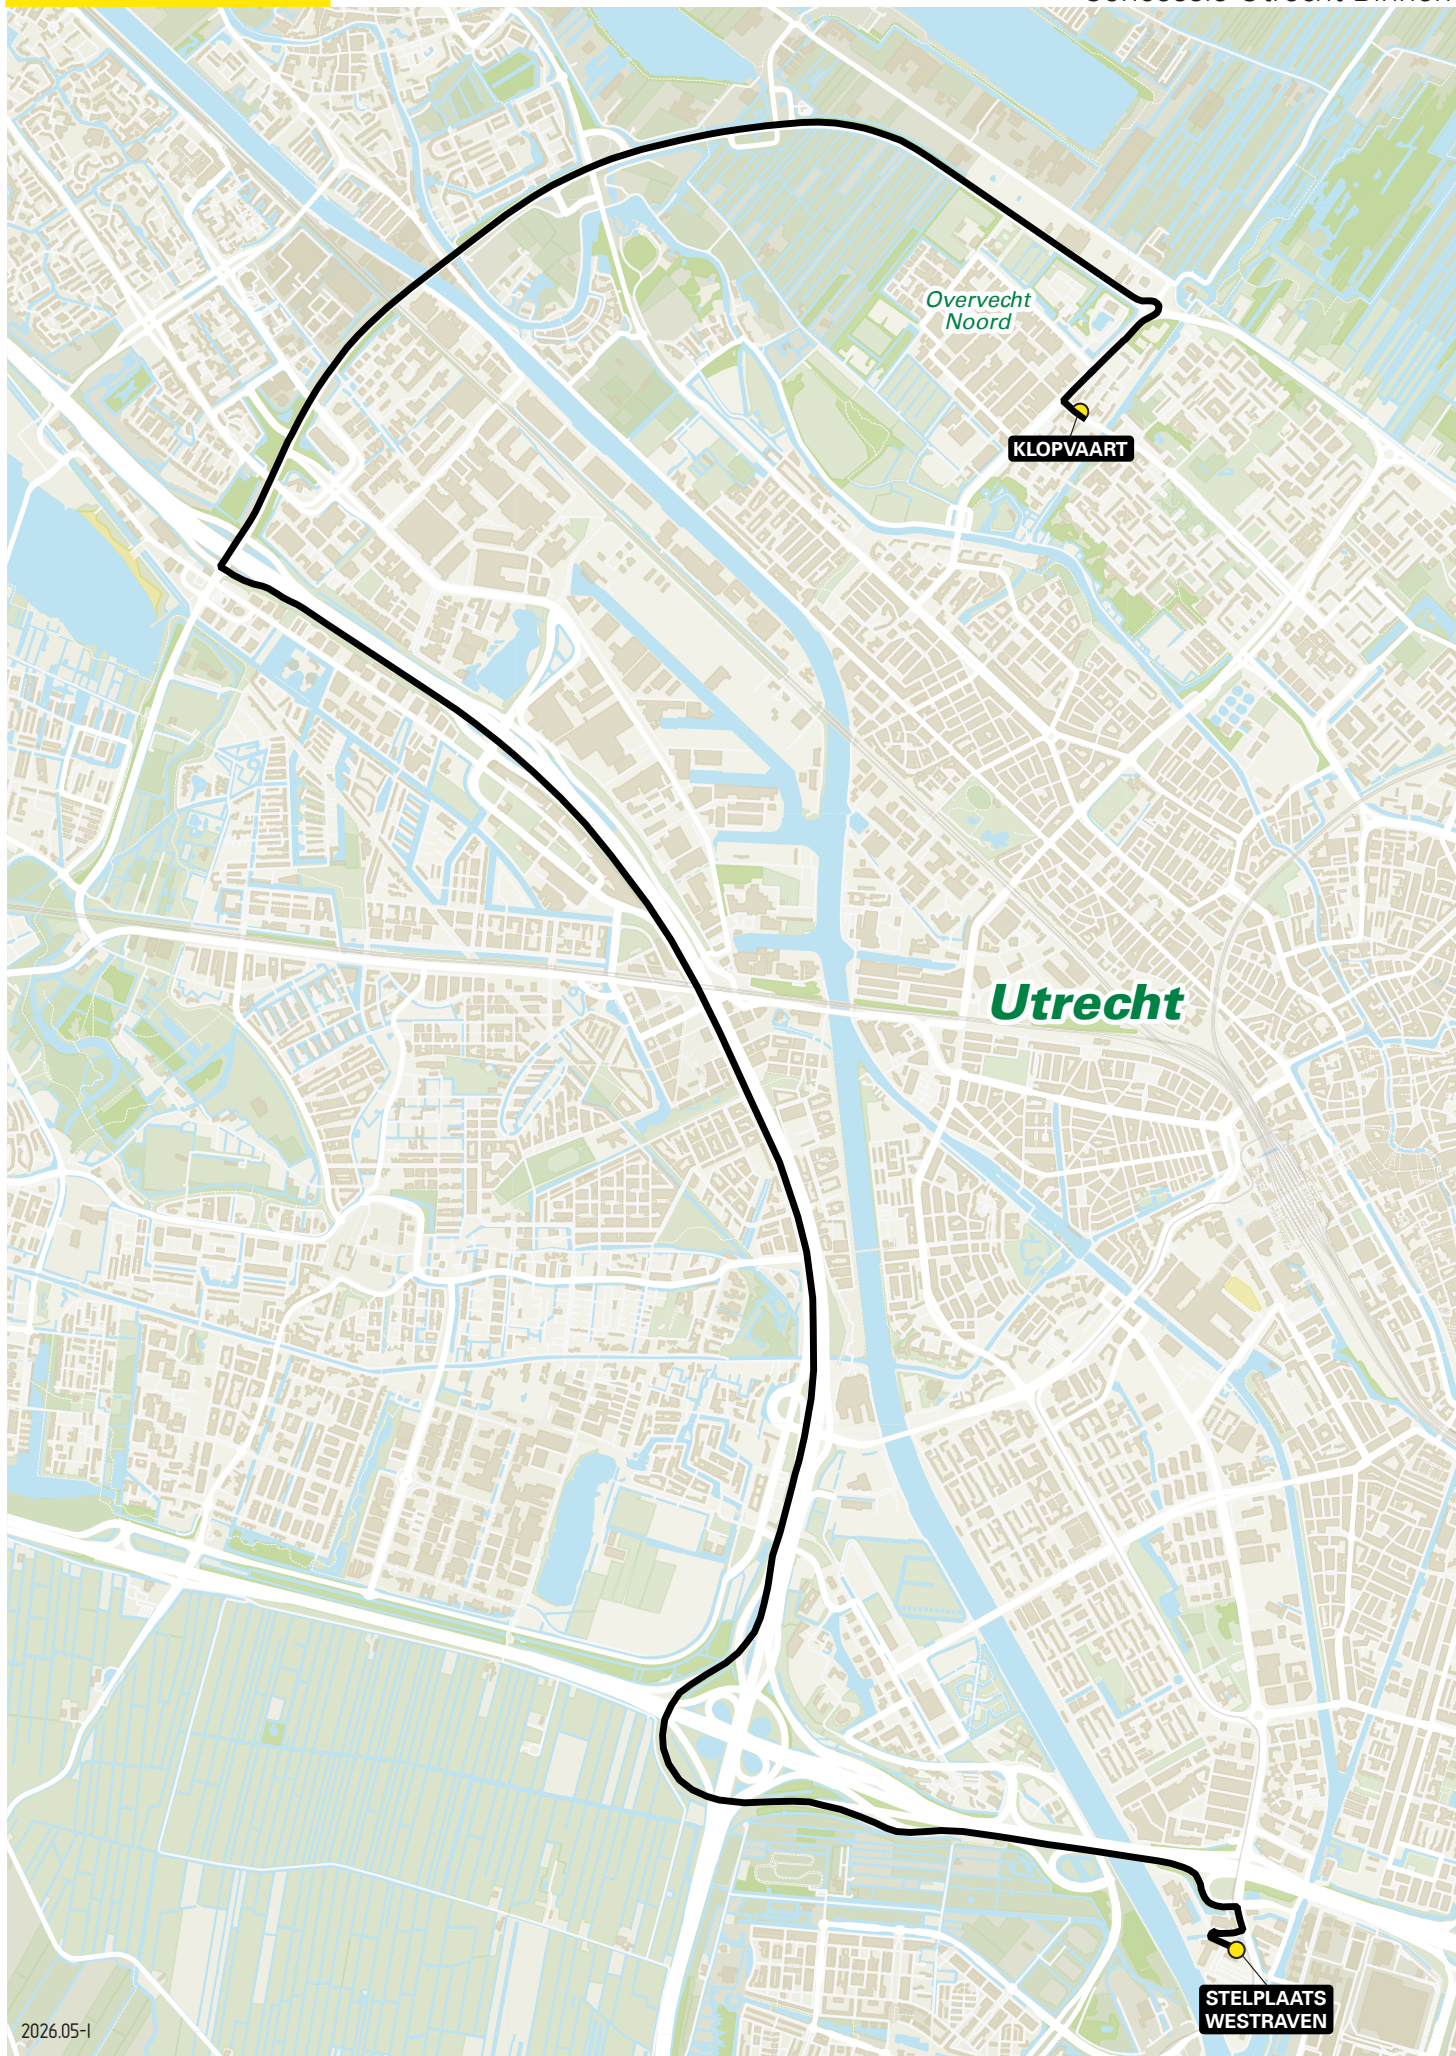 Overvecht
Noord
KLOPVAART
Utrecht
STELPLAATS
WESTRAVEN
2026.05-I